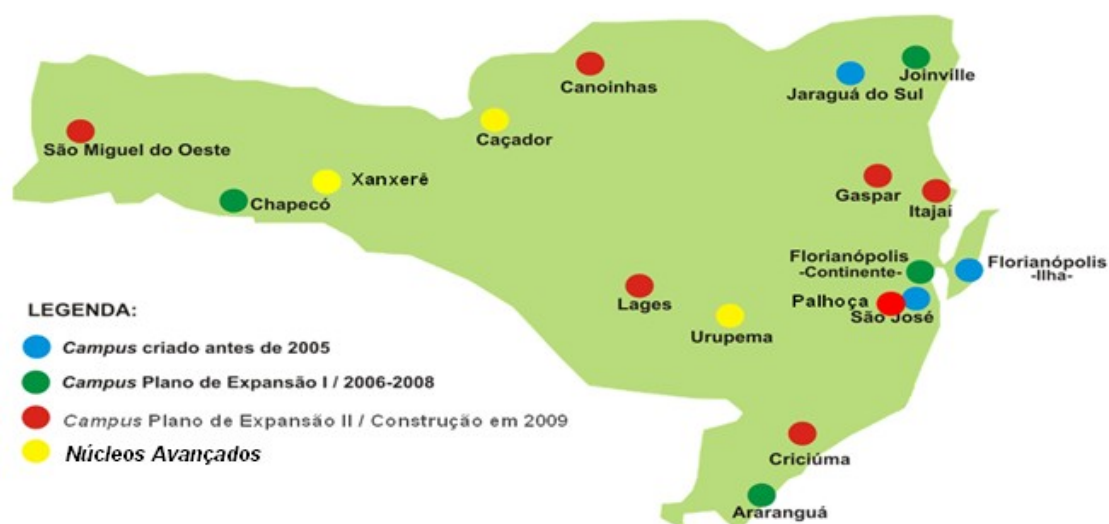 Canoinhas
Joinville
Jaraguá do Sul
Caçador
São Miguel do Oeste
Xanxerê
Chapecó
Gaspar
Itajaí
Florianópolis
-Continente-
Florianópolis
-Ilha-
Lages
Palhoça
São José
Urupema
LEGENDA:
Campus criado antes de 2005
Campus Plano de Expansão I / 2006-2008
Campus Plano de Expansão II / Construção em 2009
Núcleos Avançados
Criciúma
Araranguá